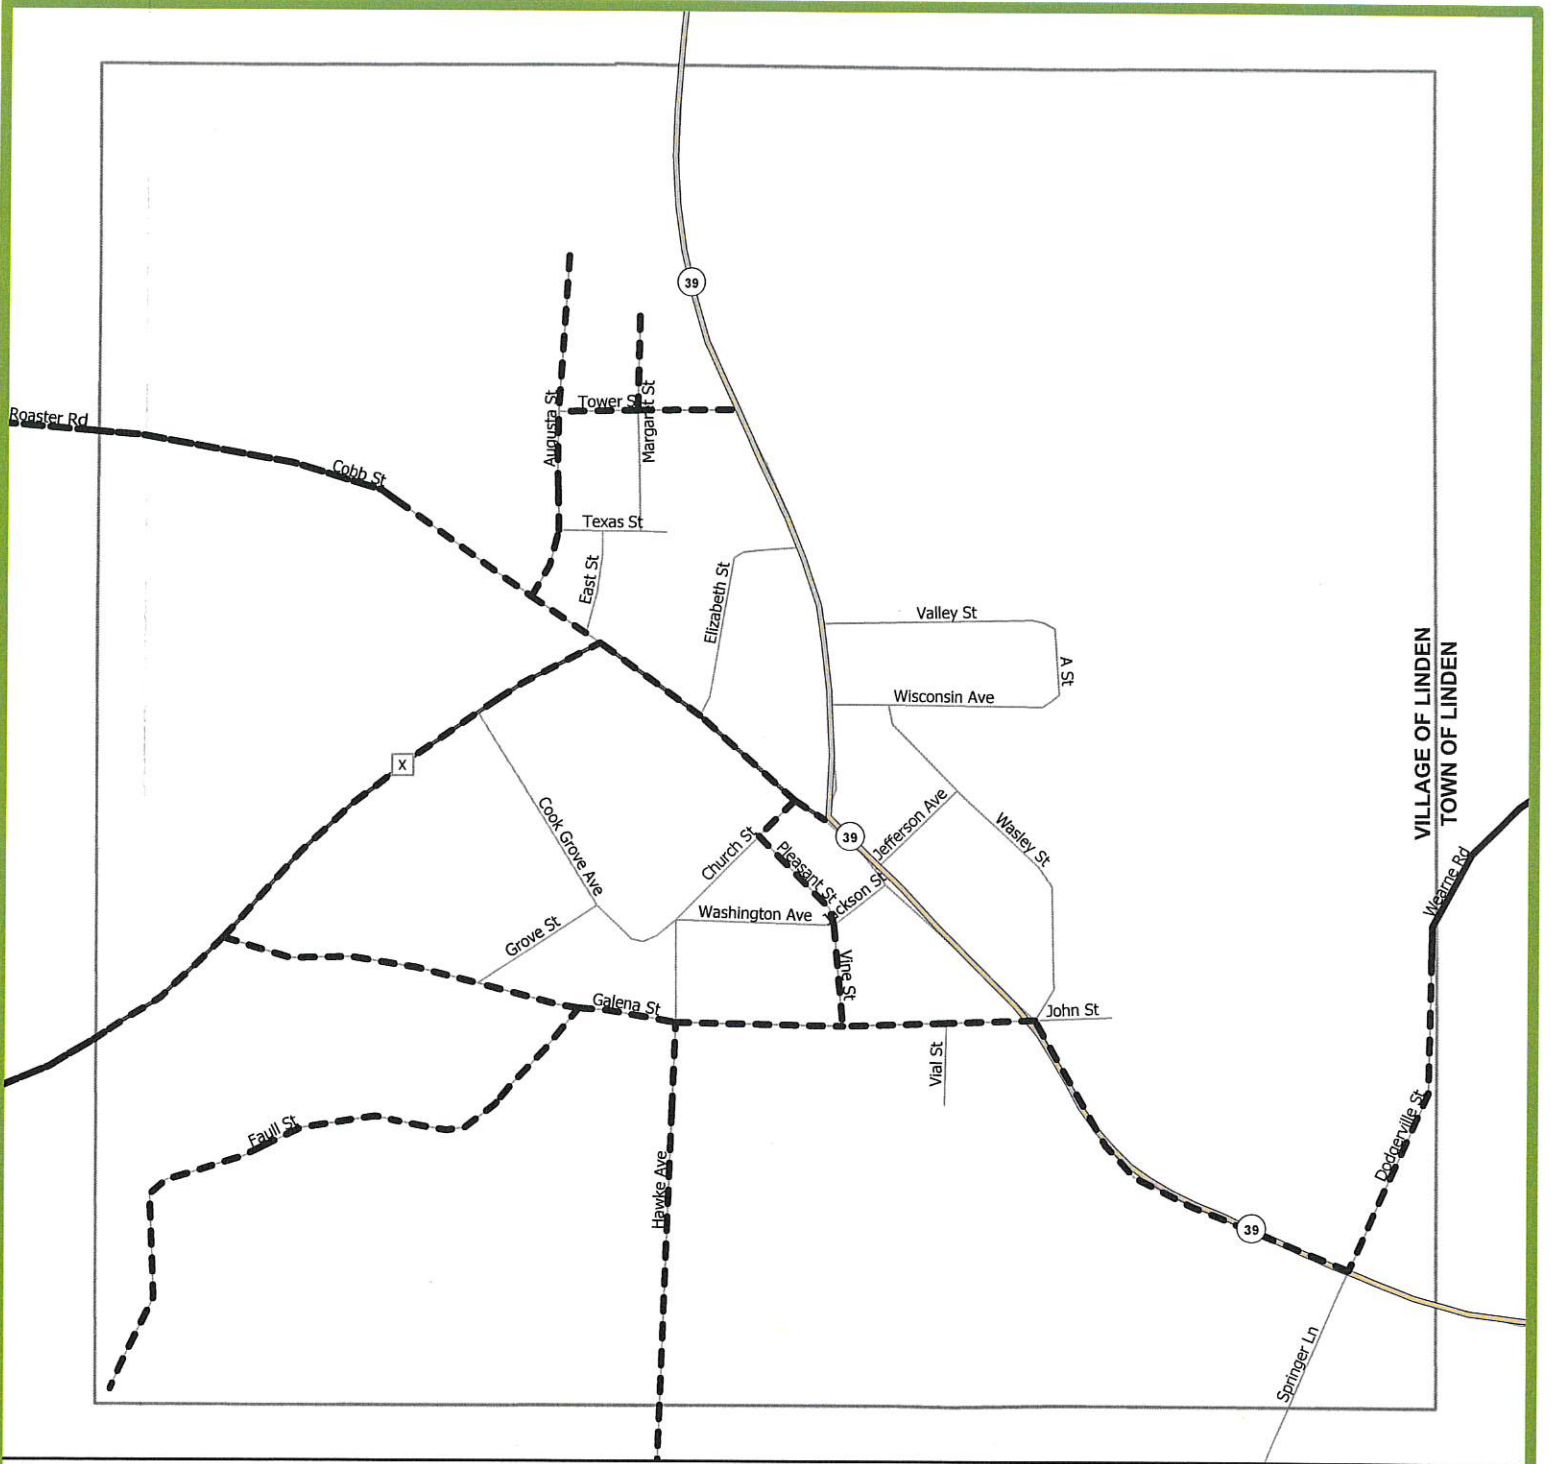 39
Roaster Rd
Cobb St
Augusta St
Tower St
Margaret St
Texas St
East St
Elizabeth St
Valley St
A St
Wisconsin Ave
VILLAGE OF LINDEN
TOWN OF LINDEN
X
Cook Grove Ave
Church St
Pleasant St
39
Jefferson Ave
Wasley St
Jackson St
Washington Ave
Grove St
Vine St
Wearne Rd
Galena St
John St
Vial St
Faull St
Hawke Ave
Dodgerville St
39
Springer Ln